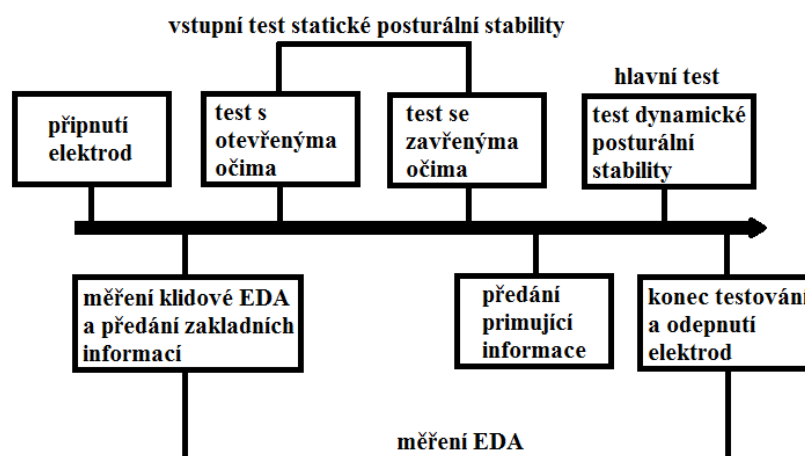 vstupní test statické posturální stability
hlavní test
připnutí
elektrod
test s
otevřenýma
očima
test se
zavřenýma
očima
test dynamické
posturální
stability
měření klidové EDA
a předání zakladních
informací
předání
primující
informace
konec testování
a odepnutí
elektrod
měření EDA